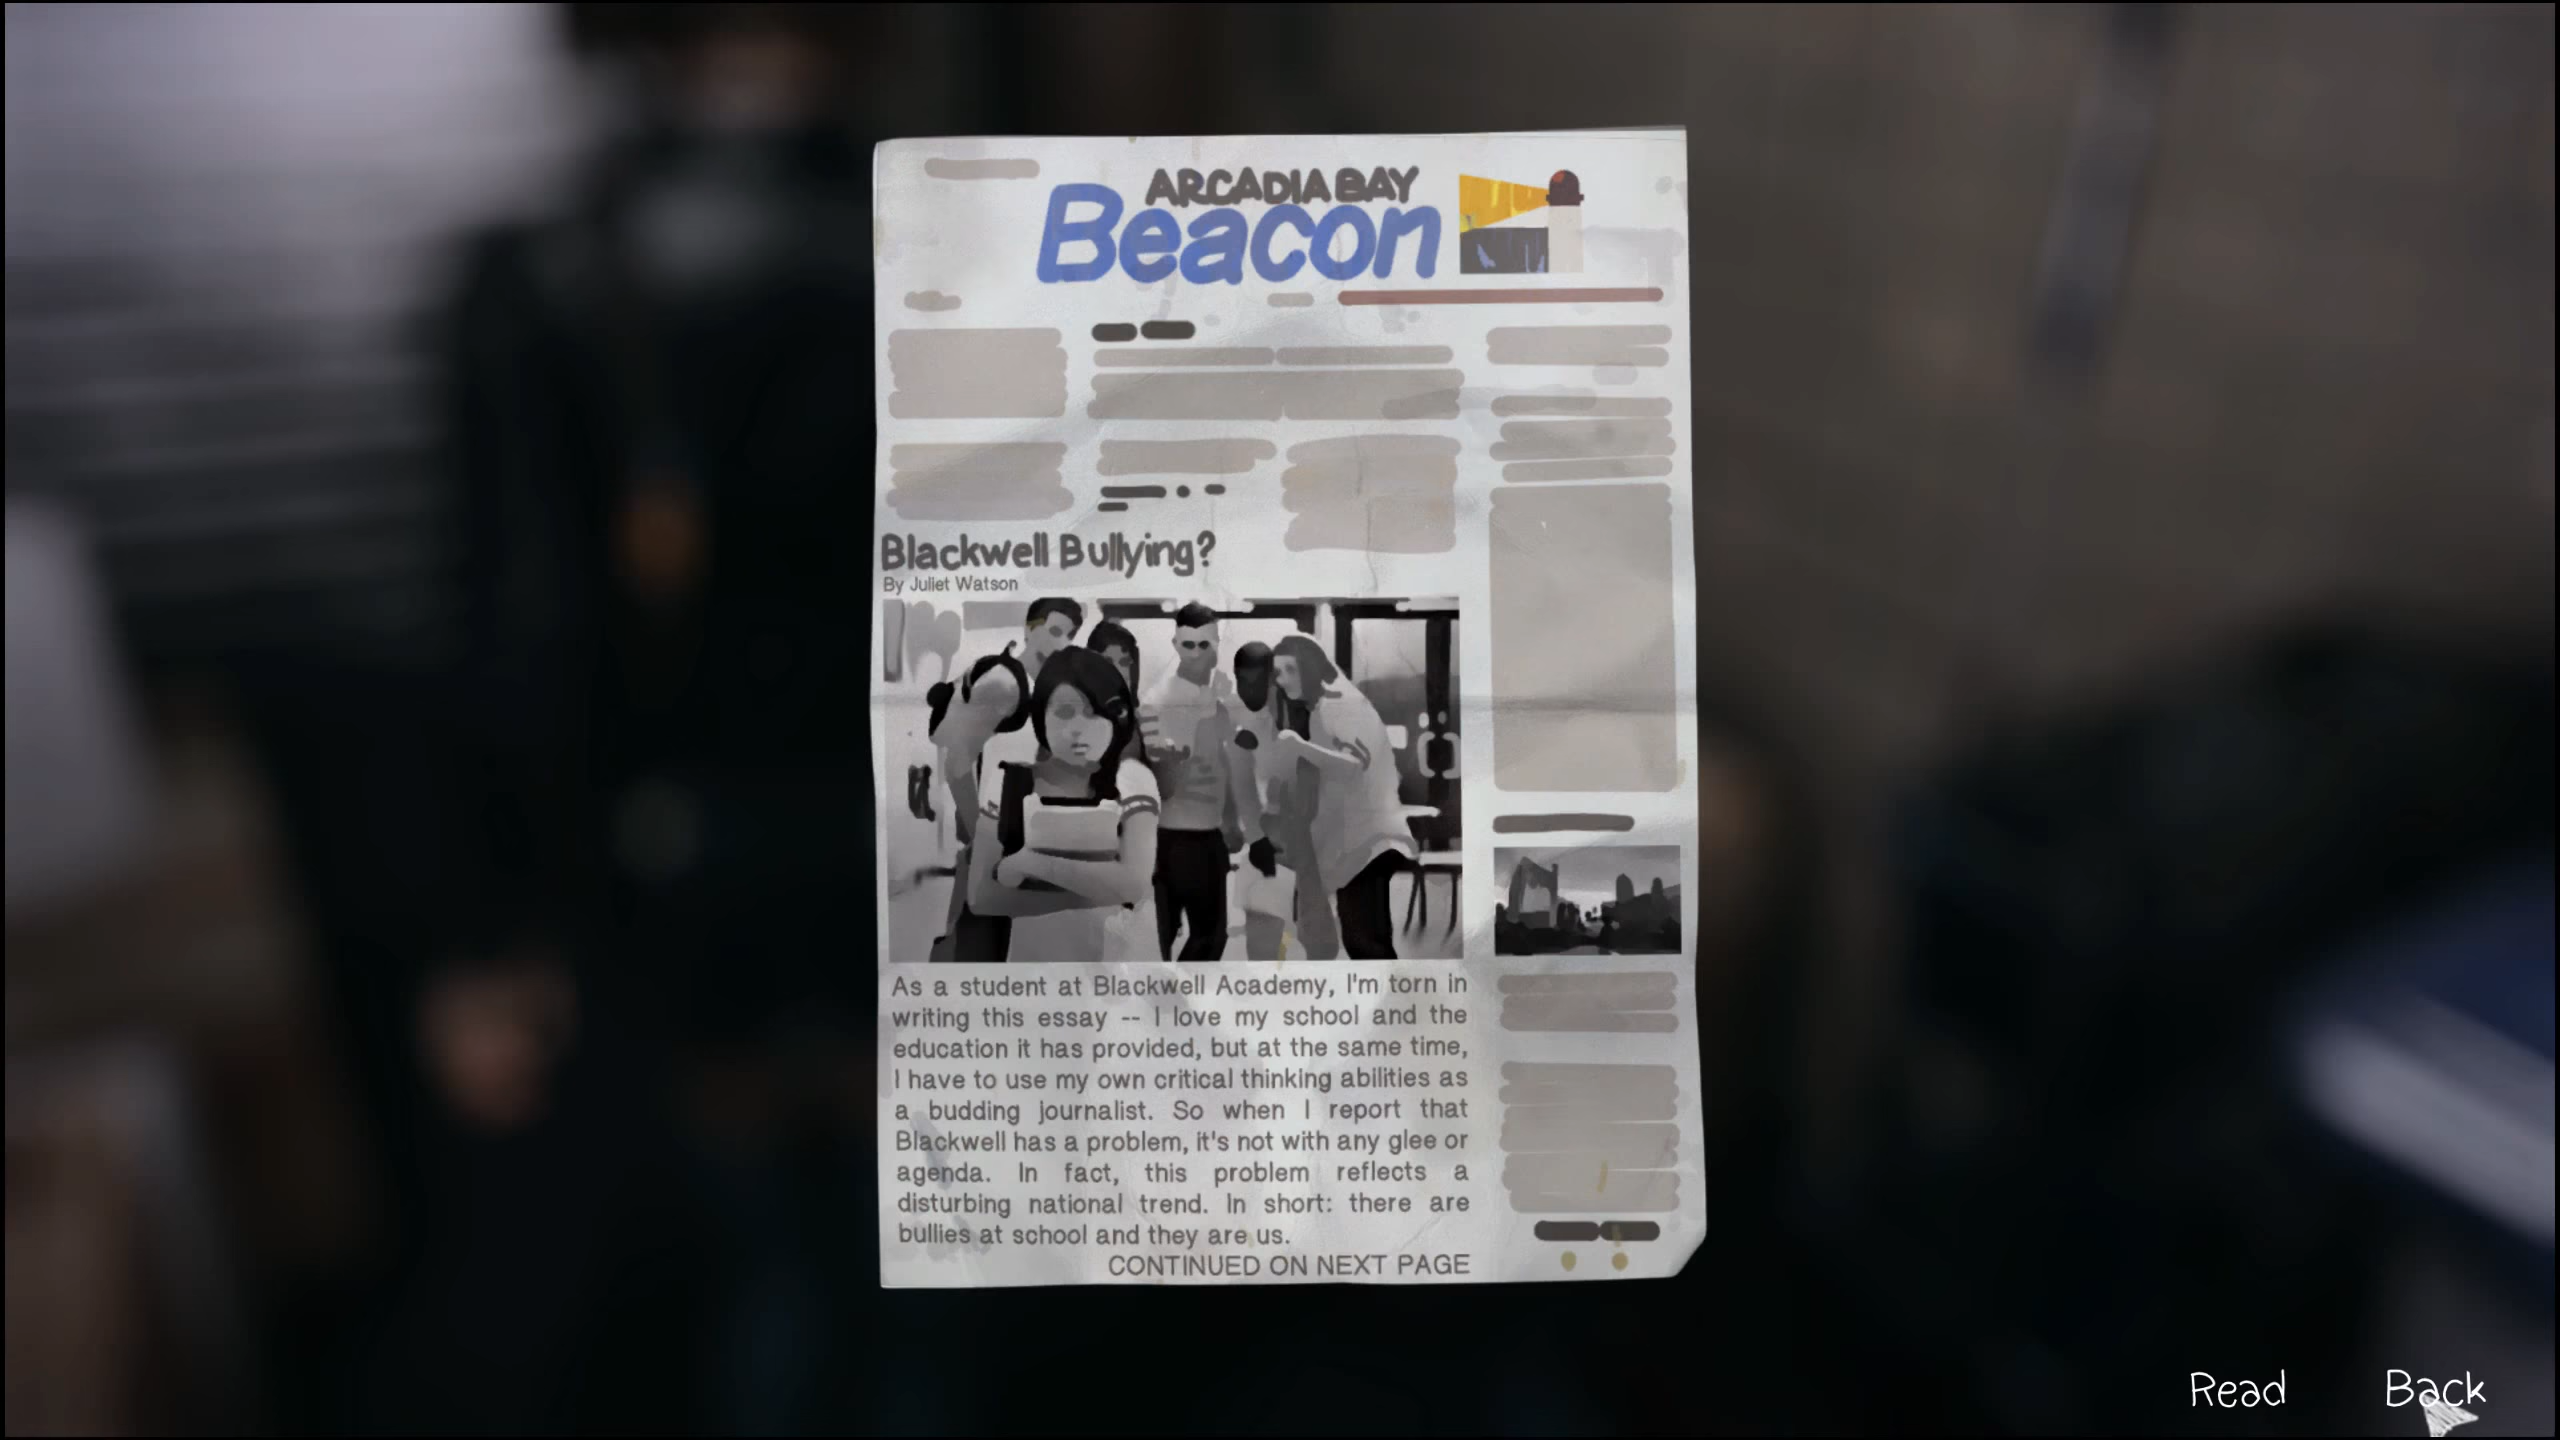 ARCADIA BAY
Beacon
Blackwell Bullying?
By Juliet Watson
As a student at Blackwell Academy, I'm torn in
writing this essay -- I love my school and the
education it has provided, but at the same time,
I have to use my own critical thinking abilities as
a budding journalist. So when I report that
Blackwell has a problem, it's not with any glee or
agenda. In fact, this problem reflects a
disturbing national trend. In short: there are
bullies at school and they are us.
CONTINUED ON NEXT PAGE
Read Back